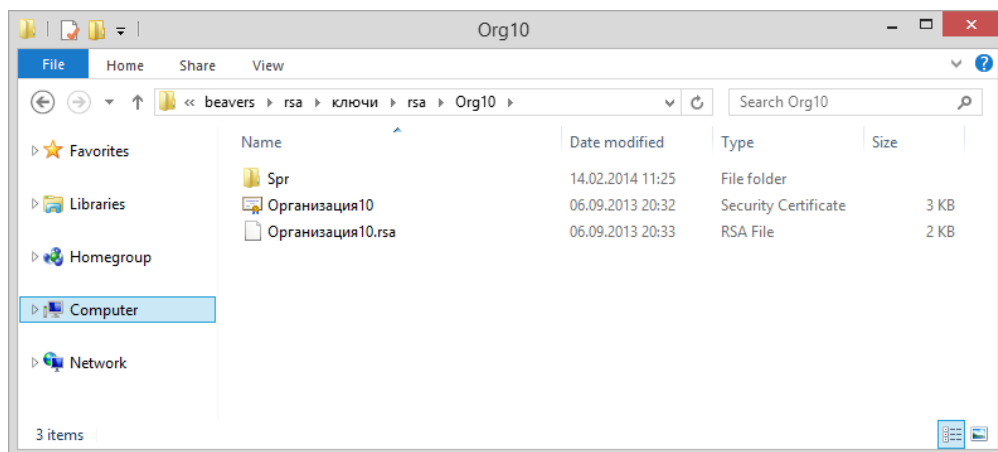 Org10
File Home Share View
« beavers rsa ключи rsa Org10 Search Org10
Name Date modified Type Size
Favorites
Libraries
Homegroup
Computer
Network
Spr 14.02.2014 11:25 File folder
Организация10 06.09.2013 20:32 Security Certificate 3 KB
Организация10.rsa 06.09.2013 20:33 RSA File 2 KB
3 items